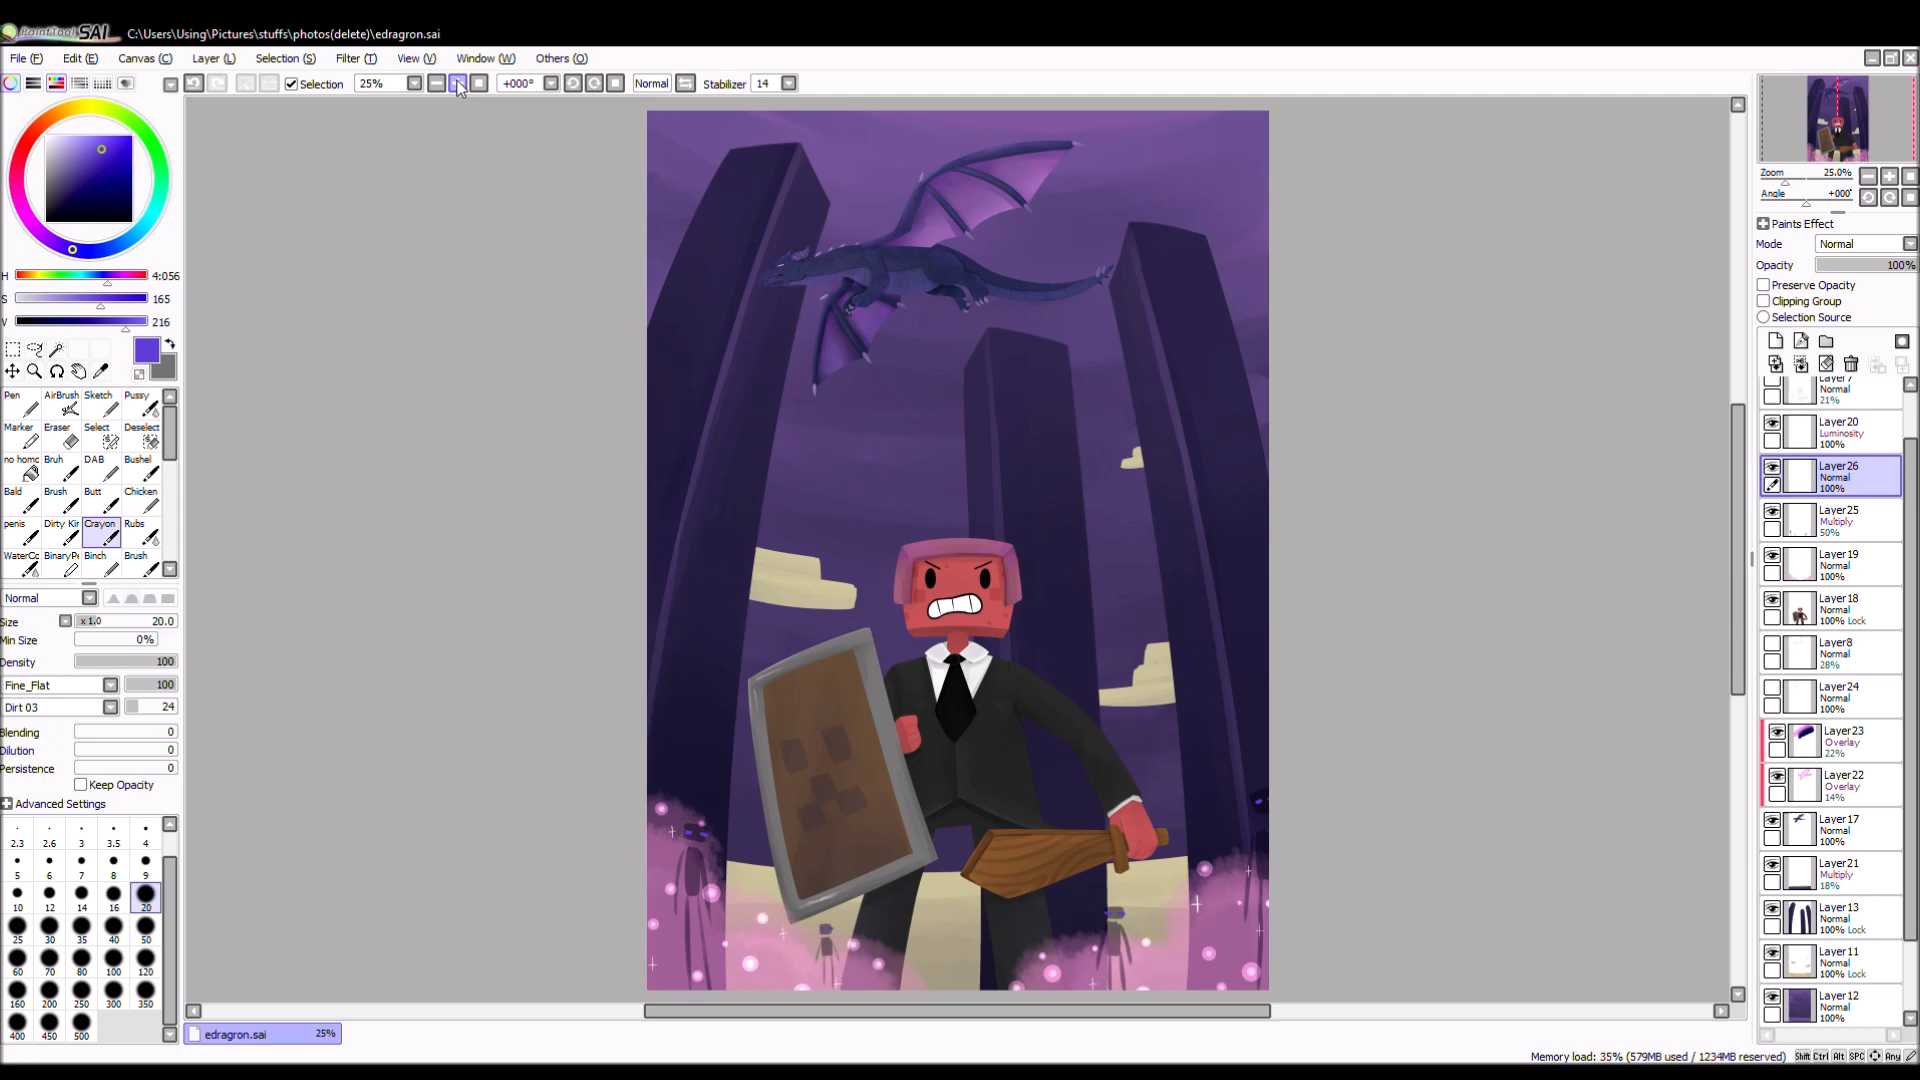 PaintTool SAI C:\Users\Using\Pictures\stuffs\photos(delete)\edragron.sai
File (F) Edit (E) Canvas (C) Layer (L) Selection (S) Filter (T) View (V) Window (W) Others (O)
Selection 25% +000° Normal Stabilizer 14
H 4:056
S 165
V 216
Pen AirBrush Sketch Pussy
Marker Eraser Select Deselect
no homo Bruh DAB Bushel
Bald Brush Butt Chicken
penis Dirty Kir Crayon Rubs
WaterCo BinaryPe Binch Brush
Normal
Size x 1.0 20.0
Min Size 0%
Density 100
Fine_Flat 100
Dirt 03 24
Blending 0
Dilution 0
Persistence 0
Keep Opacity
Advanced Settings
2.3 2.6 3 3.5 4
5 6 7 8 9
10 12 14 16 20
25 30 35 40 50
60 70 80 100 120
160 200 250 300 350
400 450 500
edragron.sai 25%
Zoom 25.0%
Angle +000°
Paints Effect
Mode Normal
Opacity 100%
Preserve Opacity
Clipping Group
Selection Source
Layer7
Normal
21%
Layer20
Luminosity
100%
Layer26
Normal
100%
Layer25
Multiply
50%
Layer19
Normal
100%
Layer18
Normal
100% Lock
Layer8
Normal
28%
Layer24
Normal
100%
Layer23
Overlay
22%
Layer22
Overlay
14%
Layer17
Normal
100%
Layer21
Multiply
18%
Layer13
Normal
100% Lock
Layer11
Normal
100% Lock
Layer12
Normal
100%
Memory load: 35% (579MB used / 1234MB reserved) Shift Ctrl Alt SPC Any